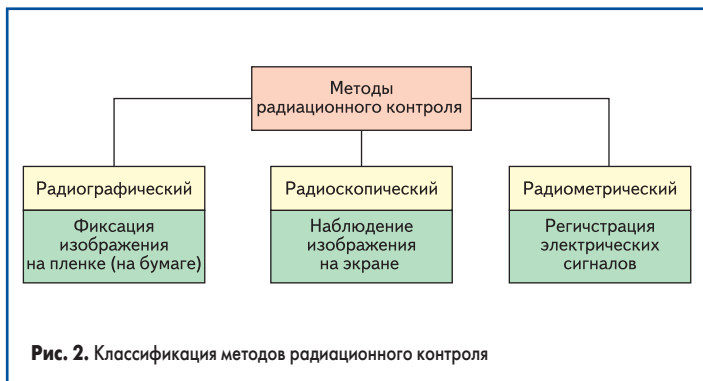 Методы
радиационного контроля
Радиографический
Фиксация
изображения
на пленке (на бумаге)
Радиоскопический
Наблюдение
изображения
на экране
Радиометрический
Регичстрация
электрических
сигналов
Рис. 2. Классификация методов радиационного контроля